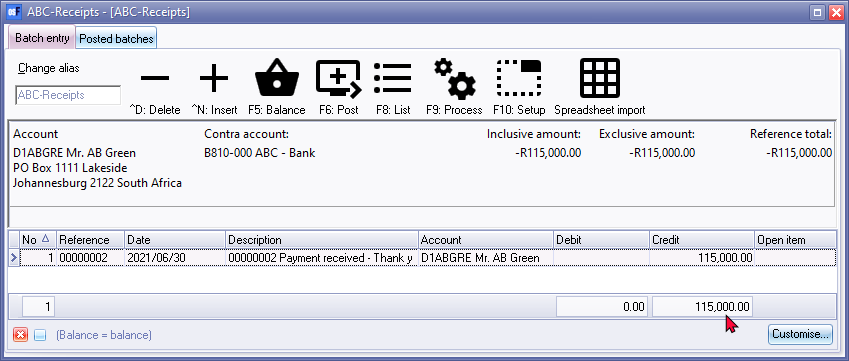 ABC-Receipts - [ABC-Receipts]
Batch entry Posted batches
Change alias
ABC-Receipts
^D: Delete ^N: Insert F5: Balance F6: Post F8: List F9: Process F10: Setup Spreadsheet import
Account Contra account: Inclusive amount: Exclusive amount: Reference total:
D1ABGRE Mr. AB Green B810-000 ABC - Bank -R115,000.00 -R115,000.00 -R115,000.00
PO Box 1111 Lakeside
Johannesburg 2122 South Africa
No Reference Date Description Account Debit Credit Open item
1 00000002 2021/06/30 00000002 Payment received - Thank y D1ABGRE Mr. AB Green 115,000.00
1 0.00 115,000.00
(Balance = balance) Customise...